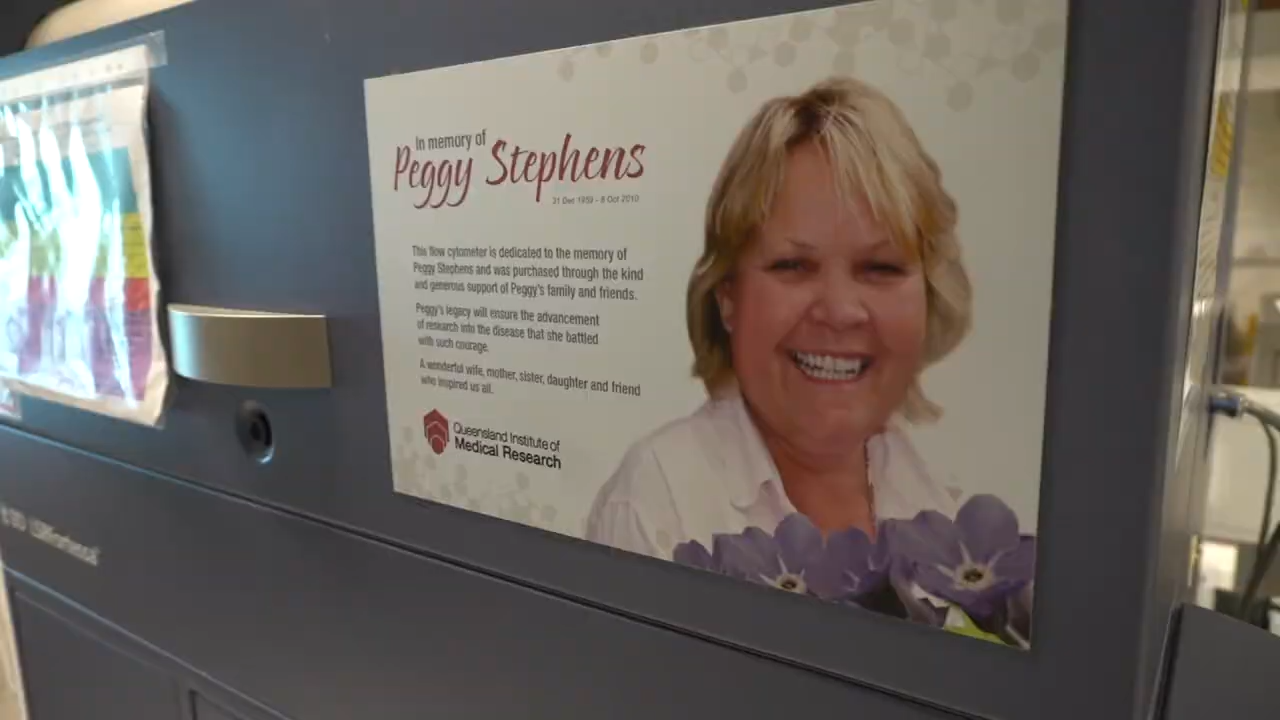 In memory of
Peggy Stephens
31 Dec 1959 - 8 Oct 2010
This flow cytometer is dedicated to the memory of
Peggy Stephens and was purchased through the kind
and generous support of Peggy's family and friends.
Peggy's legacy will ensure the advancement
of research into the disease that she battled
with such courage.
A wonderful wife, mother, sister, daughter and friend
who inspired us all.
Queensland Institute of
Medical Research
BD LSRFortessa